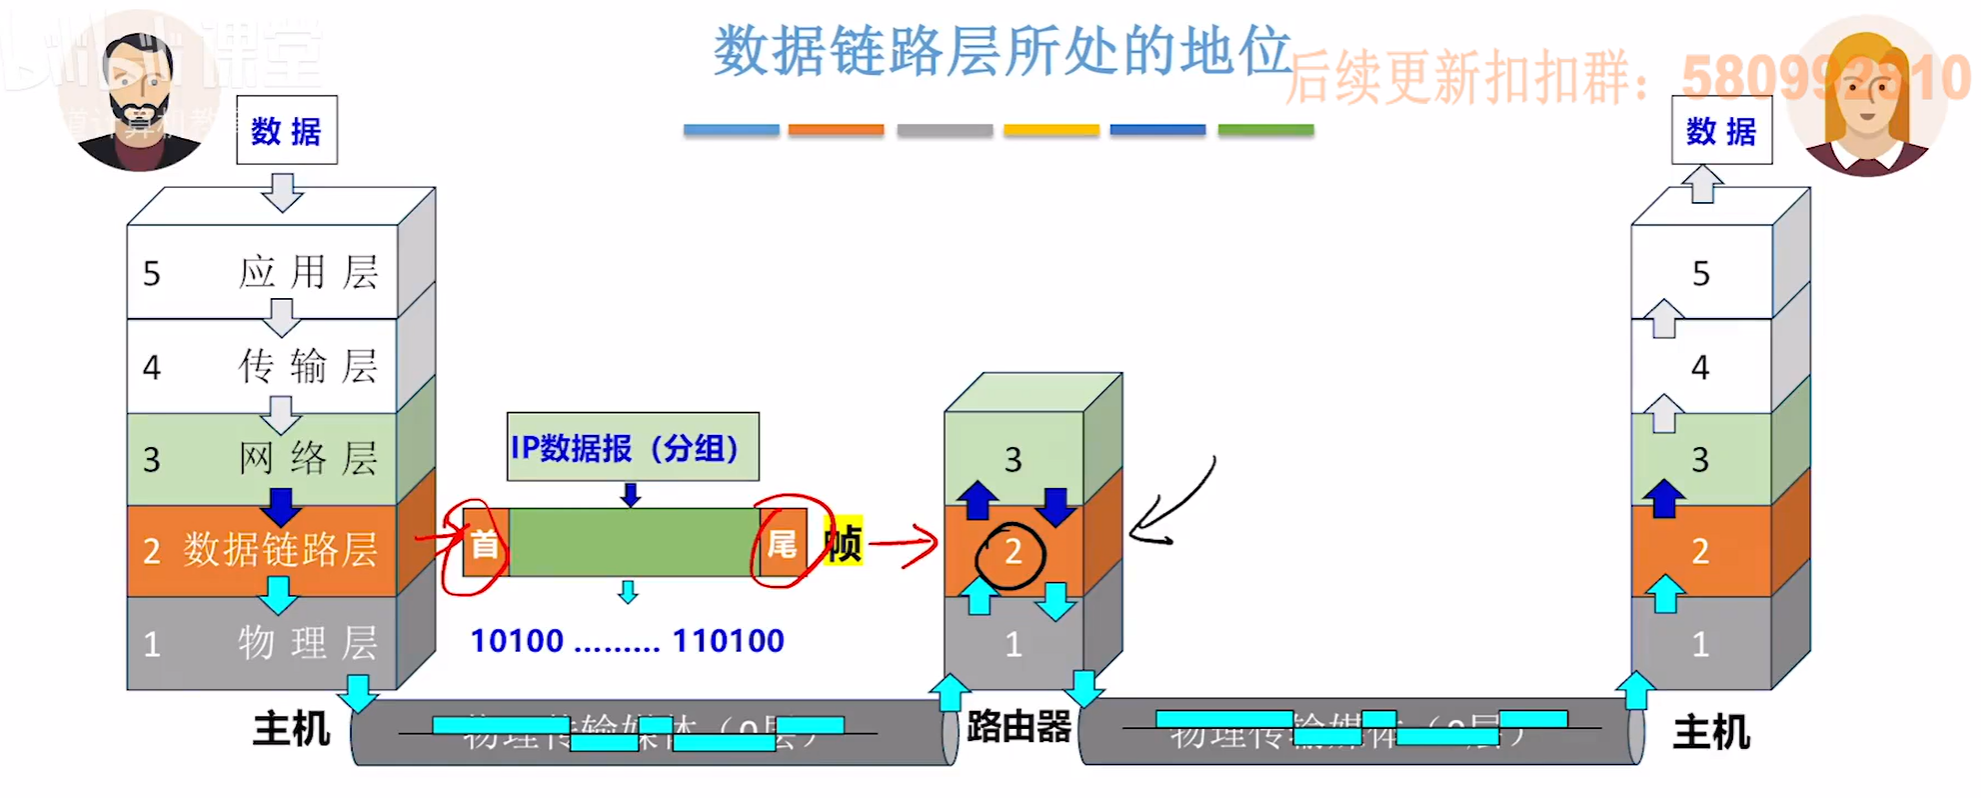 数据链路层所处的地位
后续更新扣扣群：
课堂
数据
数据
5 应用层
4 传输层
3 网络层
2 数据链路层
1 物理层
IP数据报（分组）
首
尾
帧
10100 ......... 110100
3
2
1
5
4
3
2
1
主机
路由器
主机
物理传输媒体（0层）
物理传输媒体（0层）